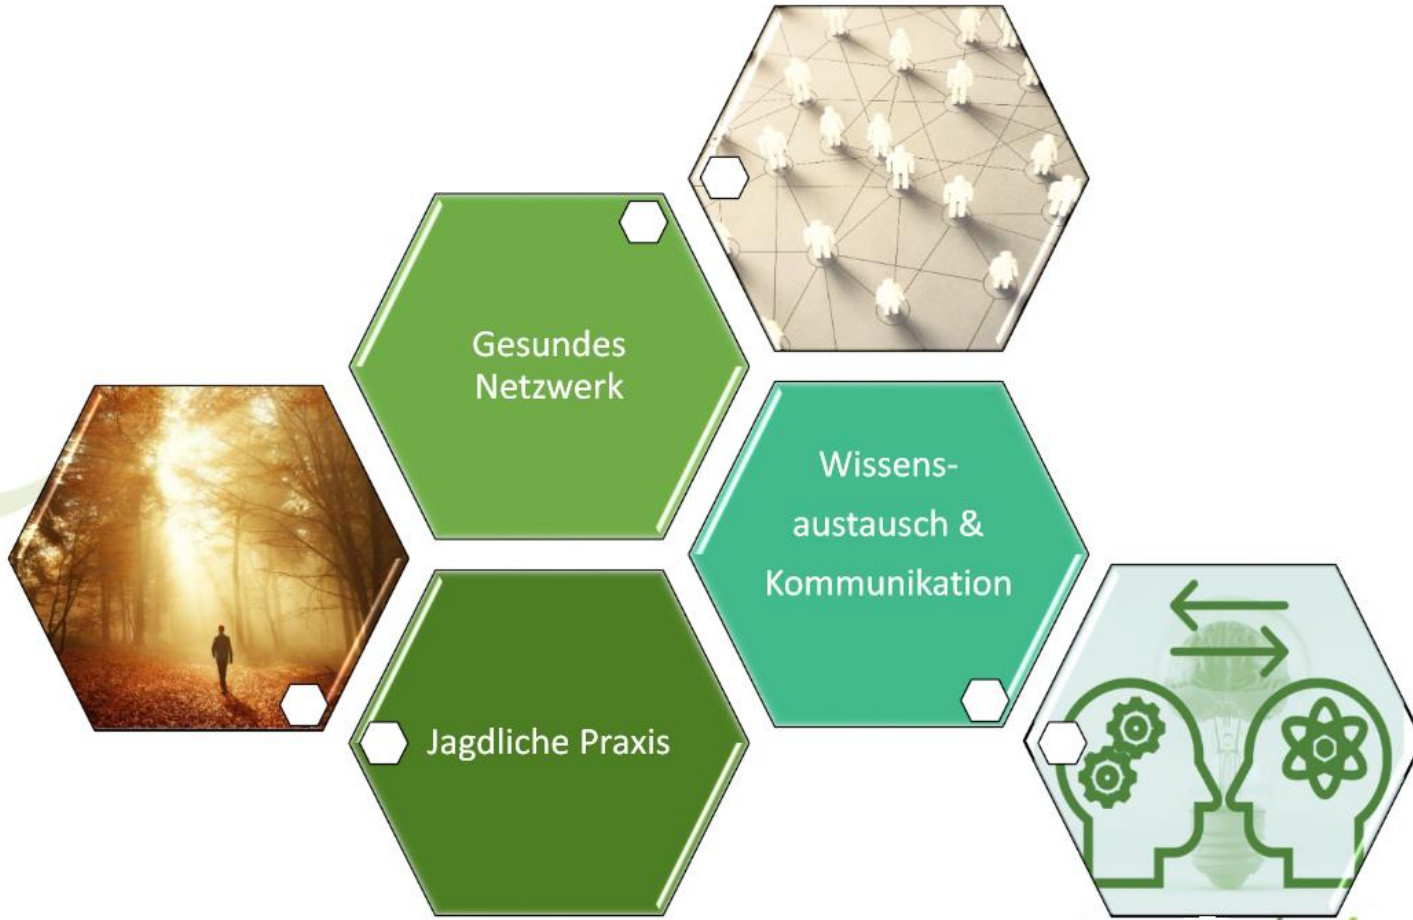 Gesundes
Netzwerk
Wissens-
austausch &
Kommunikation
Jagdliche Praxis